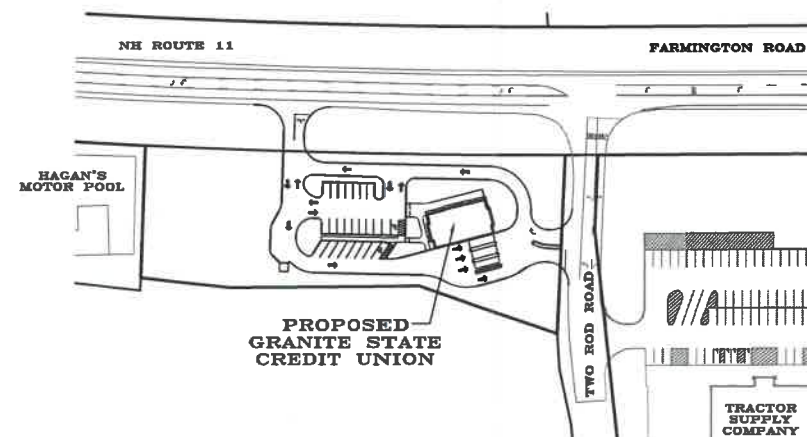 NH ROUTE 11
FARMINGTON ROAD
HAGAN'S
MOTOR POOL
PROPOSED
GRANITE STATE
CREDIT UNION
TWO ROD ROAD
TRACTOR
SUPPLY
COMPANY